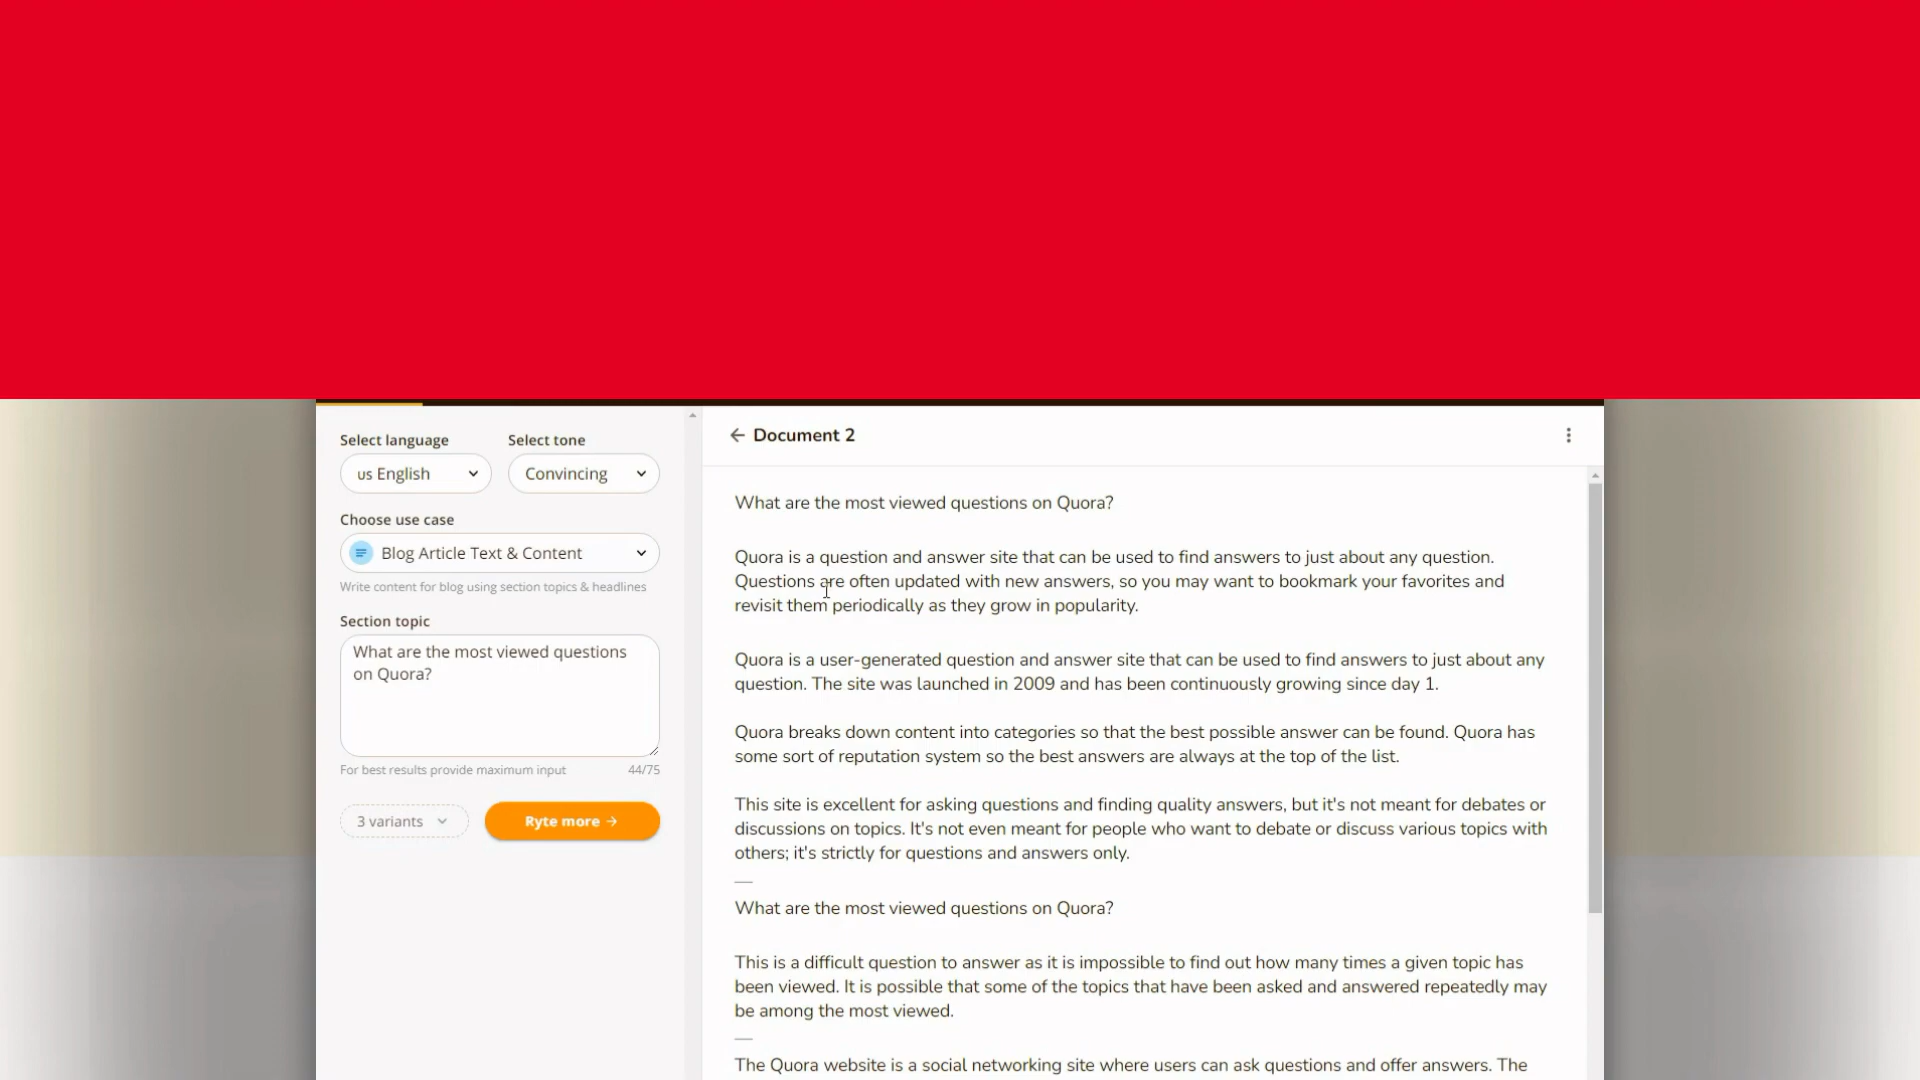 Select language
Select tone
us English
Convincing
Choose use case
Blog Article Text & Content
Write content for blog using section topics & headlines
Section topic
What are the most viewed questions
on Quora?
For best results provide maximum input
44/75
3 variants
Ryte more →
← Document 2
What are the most viewed questions on Quora?
Quora is a question and answer site that can be used to find answers to just about any question.
Questions are often updated with new answers, so you may want to bookmark your favorites and
revisit them periodically as they grow in popularity.
Quora is a user-generated question and answer site that can be used to find answers to just about any
question. The site was launched in 2009 and has been continuously growing since day 1.
Quora breaks down content into categories so that the best possible answer can be found. Quora has
some sort of reputation system so the best answers are always at the top of the list.
This site is excellent for asking questions and finding quality answers, but it's not meant for debates or
discussions on topics. It's not even meant for people who want to debate or discuss various topics with
others; it's strictly for questions and answers only.
—
What are the most viewed questions on Quora?
This is a difficult question to answer as it is impossible to find out how many times a given topic has
been viewed. It is possible that some of the topics that have been asked and answered repeatedly may
be among the most viewed.
—
The Quora website is a social networking site where users can ask questions and offer answers. The